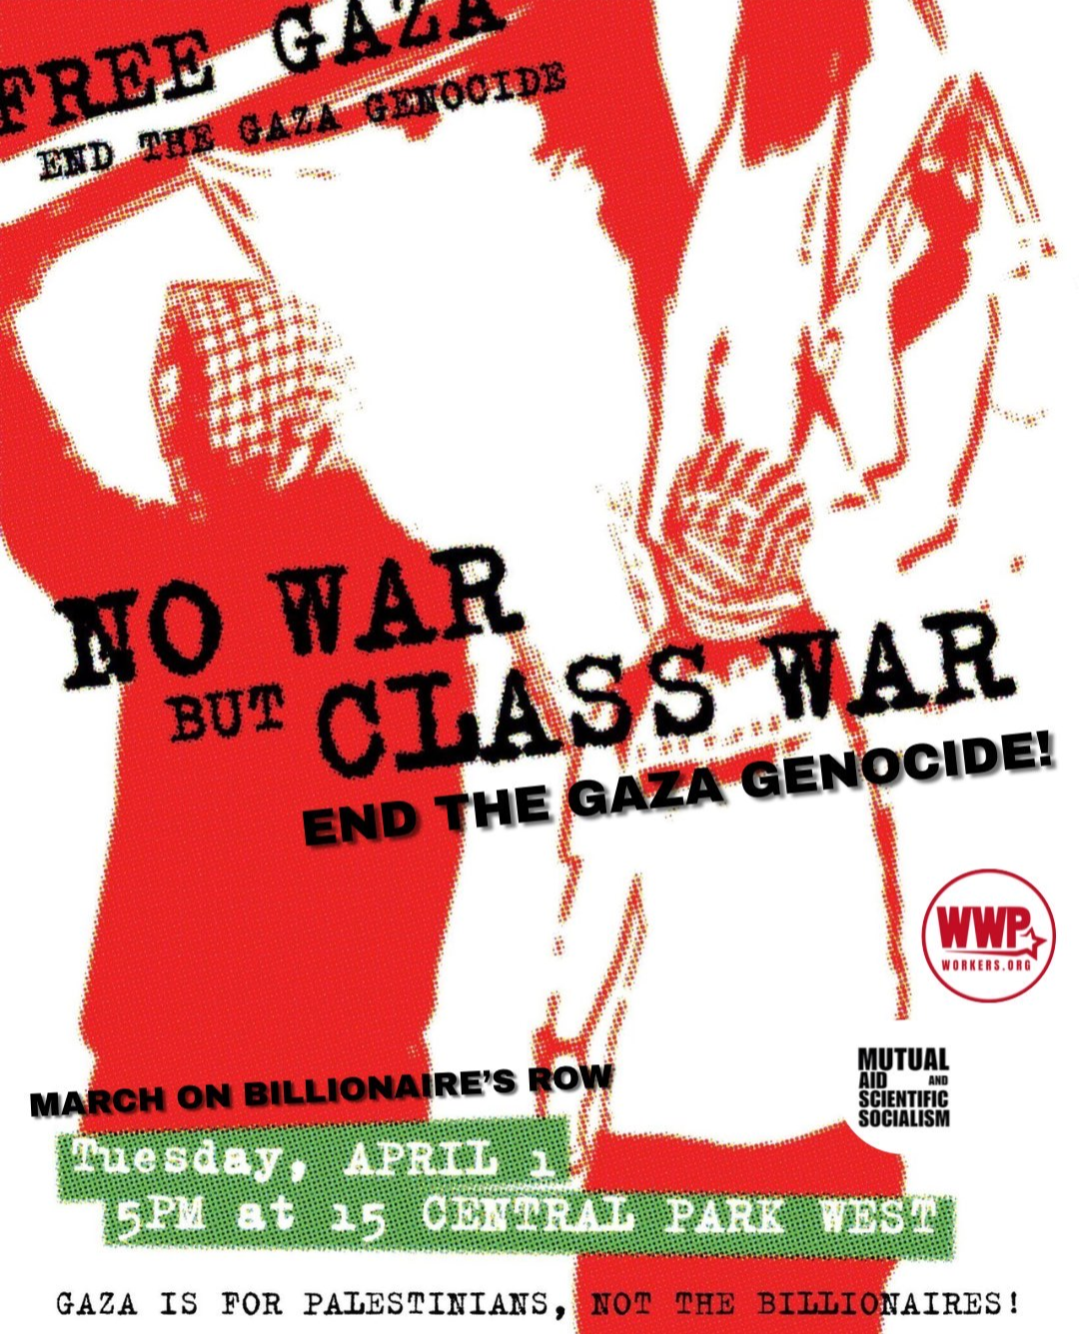 FREE GAZA
END THE GAZA GENOCIDE
NO WAR
BUT CLASS WAR
END THE GAZA GENOCIDE!
WWP
WORKERS.ORG
MUTUAL
AID AND
SCIENTIFIC
SOCIALISM
MARCH ON BILLIONAIRE’S ROW
Tuesday, APRIL 1
5PM at 15 CENTRAL PARK WEST
GAZA IS FOR PALESTINIANS, NOT THE BILLIONAIRES!